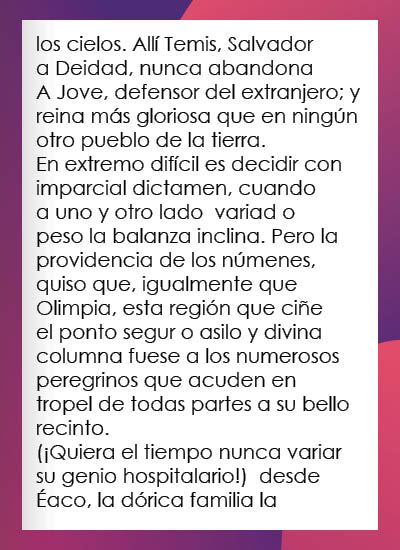 los cielos. Allí Temis, Salvador
a Deidad, nunca abandona
A Jove, defensor del extranjero; y
reina más gloriosa que en ningún
otro pueblo de la tierra.
En extremo difícil es decidir con
imparcial dictamen, cuando
a uno y otro lado  variad o
peso la balanza inclina. Pero la
providencia de los númenes,
quiso que, igualmente que
Olimpia, esta región que ciñe
el ponto segur o asilo y divina
columna fuese a los numerosos
peregrinos que acuden en
tropel de todas partes a su bello
recinto.
(¡Quiera el tiempo nunca variar
su genio hospitalario!)  desde
Éaco, la dórica familia la